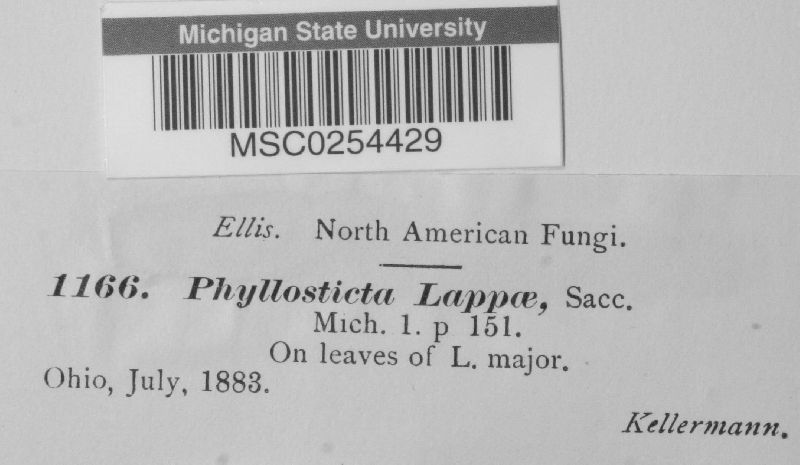 Michigan State University
MSC0254429
Ellis. North American Fungi.
1166. Phyllosticta Lappæ, Sacc.
Mich. 1. p 151.
On leaves of L. major.
Ohio, July, 1883.
Kellermann.